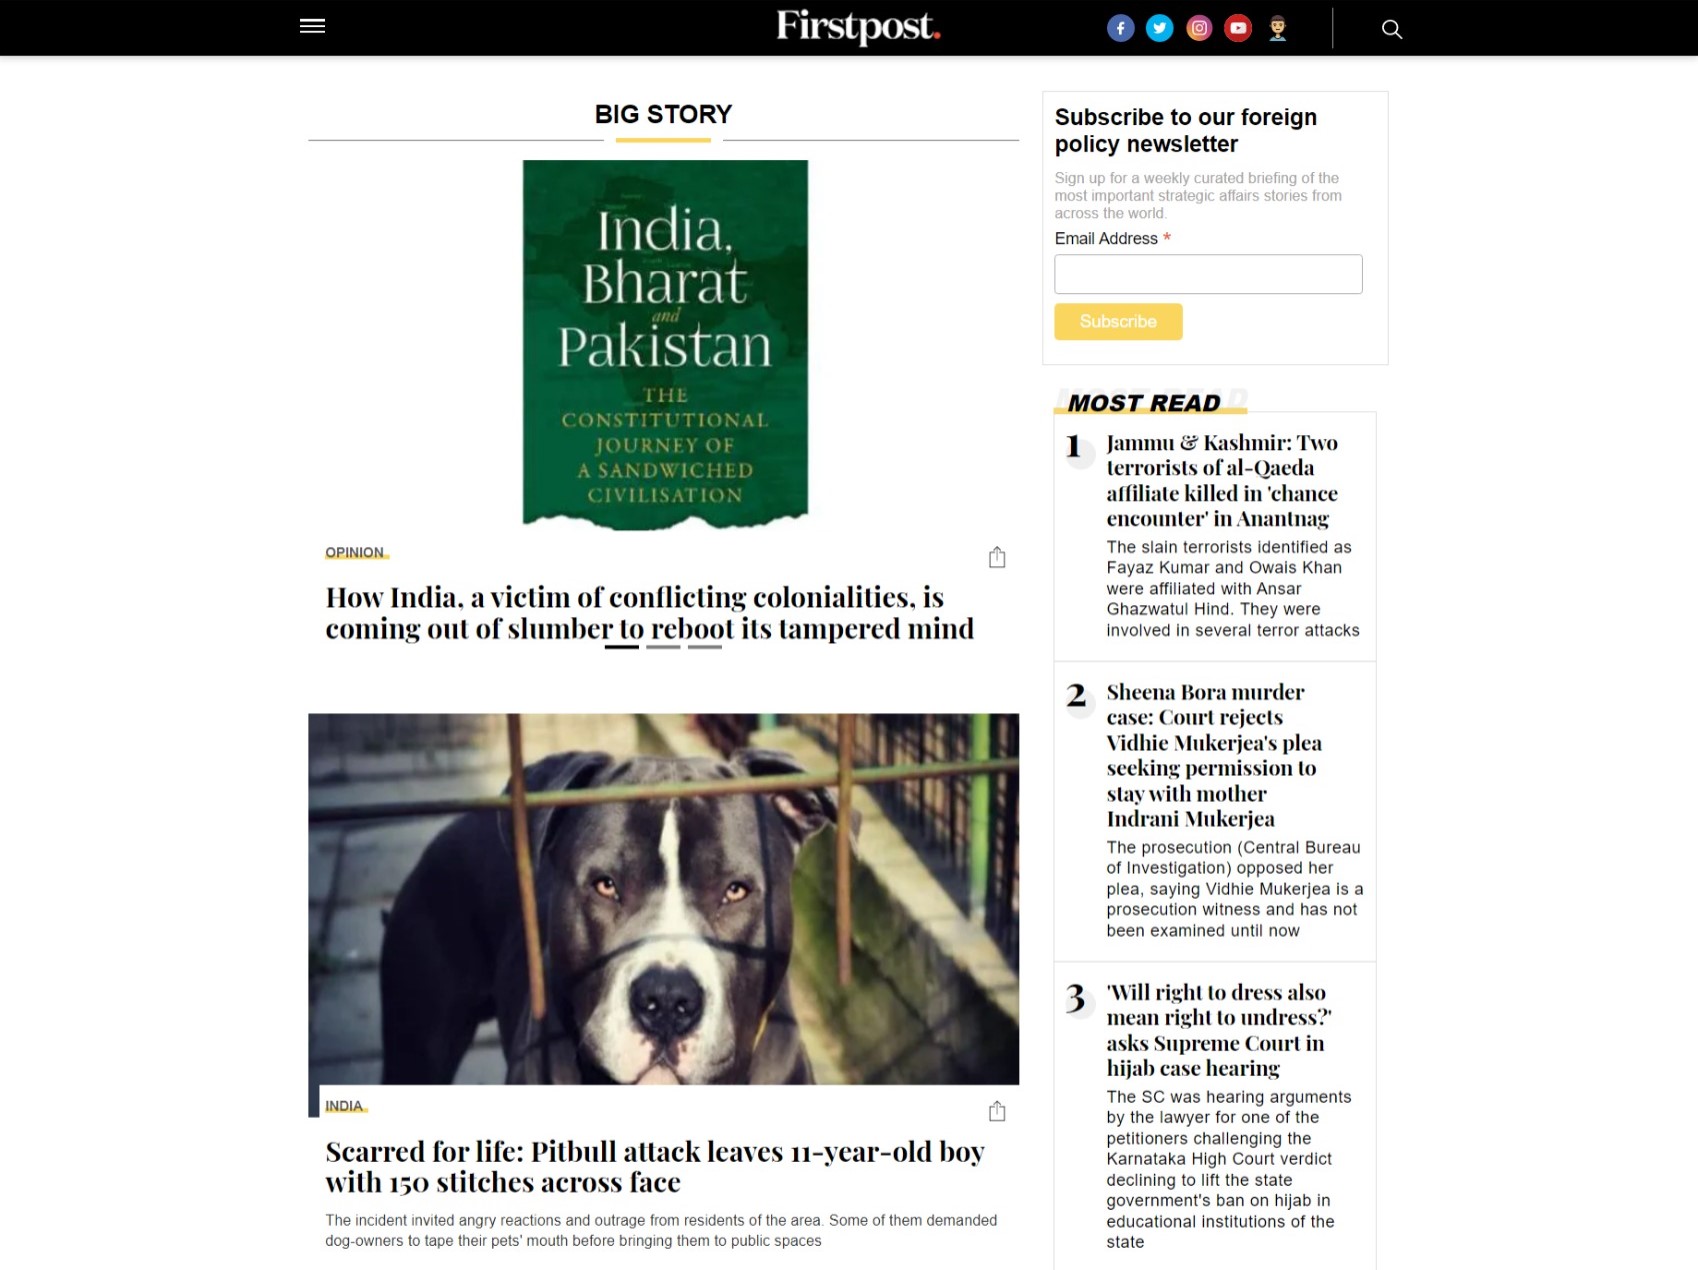 Firstpost.
BIG STORY
India,
Bharat
and
Pakistan
THE
CONSTITUTIONAL
JOURNEY OF
A SANDWICHED
CIVILISATION
OPINION
How India, a victim of conflicting colonialities, is
coming out of slumber to reboot its tampered mind
INDIA
Scarred for life: Pitbull attack leaves 11-year-old boy
with 150 stitches across face
The incident invited angry reactions and outrage from residents of the area. Some of them demanded
dog-owners to tape their pets' mouth before bringing them to public spaces
Subscribe to our foreign
policy newsletter
Sign up for a weekly curated briefing of the
most important strategic affairs stories from
across the world.
Email Address *
Subscribe
MOST READ
1
Jammu & Kashmir: Two
terrorists of al-Qaeda
affiliate killed in 'chance
encounter' in Anantnag
The slain terrorists identified as
Fayaz Kumar and Owais Khan
were affiliated with Ansar
Ghazwatul Hind. They were
involved in several terror attacks
2
Sheena Bora murder
case: Court rejects
Vidhie Mukerjea's plea
seeking permission to
stay with mother
Indrani Mukerjea
The prosecution (Central Bureau
of Investigation) opposed her
plea, saying Vidhie Mukerjea is a
prosecution witness and has not
been examined until now
3
'Will right to dress also
mean right to undress?'
asks Supreme Court in
hijab case hearing
The SC was hearing arguments
by the lawyer for one of the
petitioners challenging the
Karnataka High Court verdict
declining to lift the state
government's ban on hijab in
educational institutions of the
state